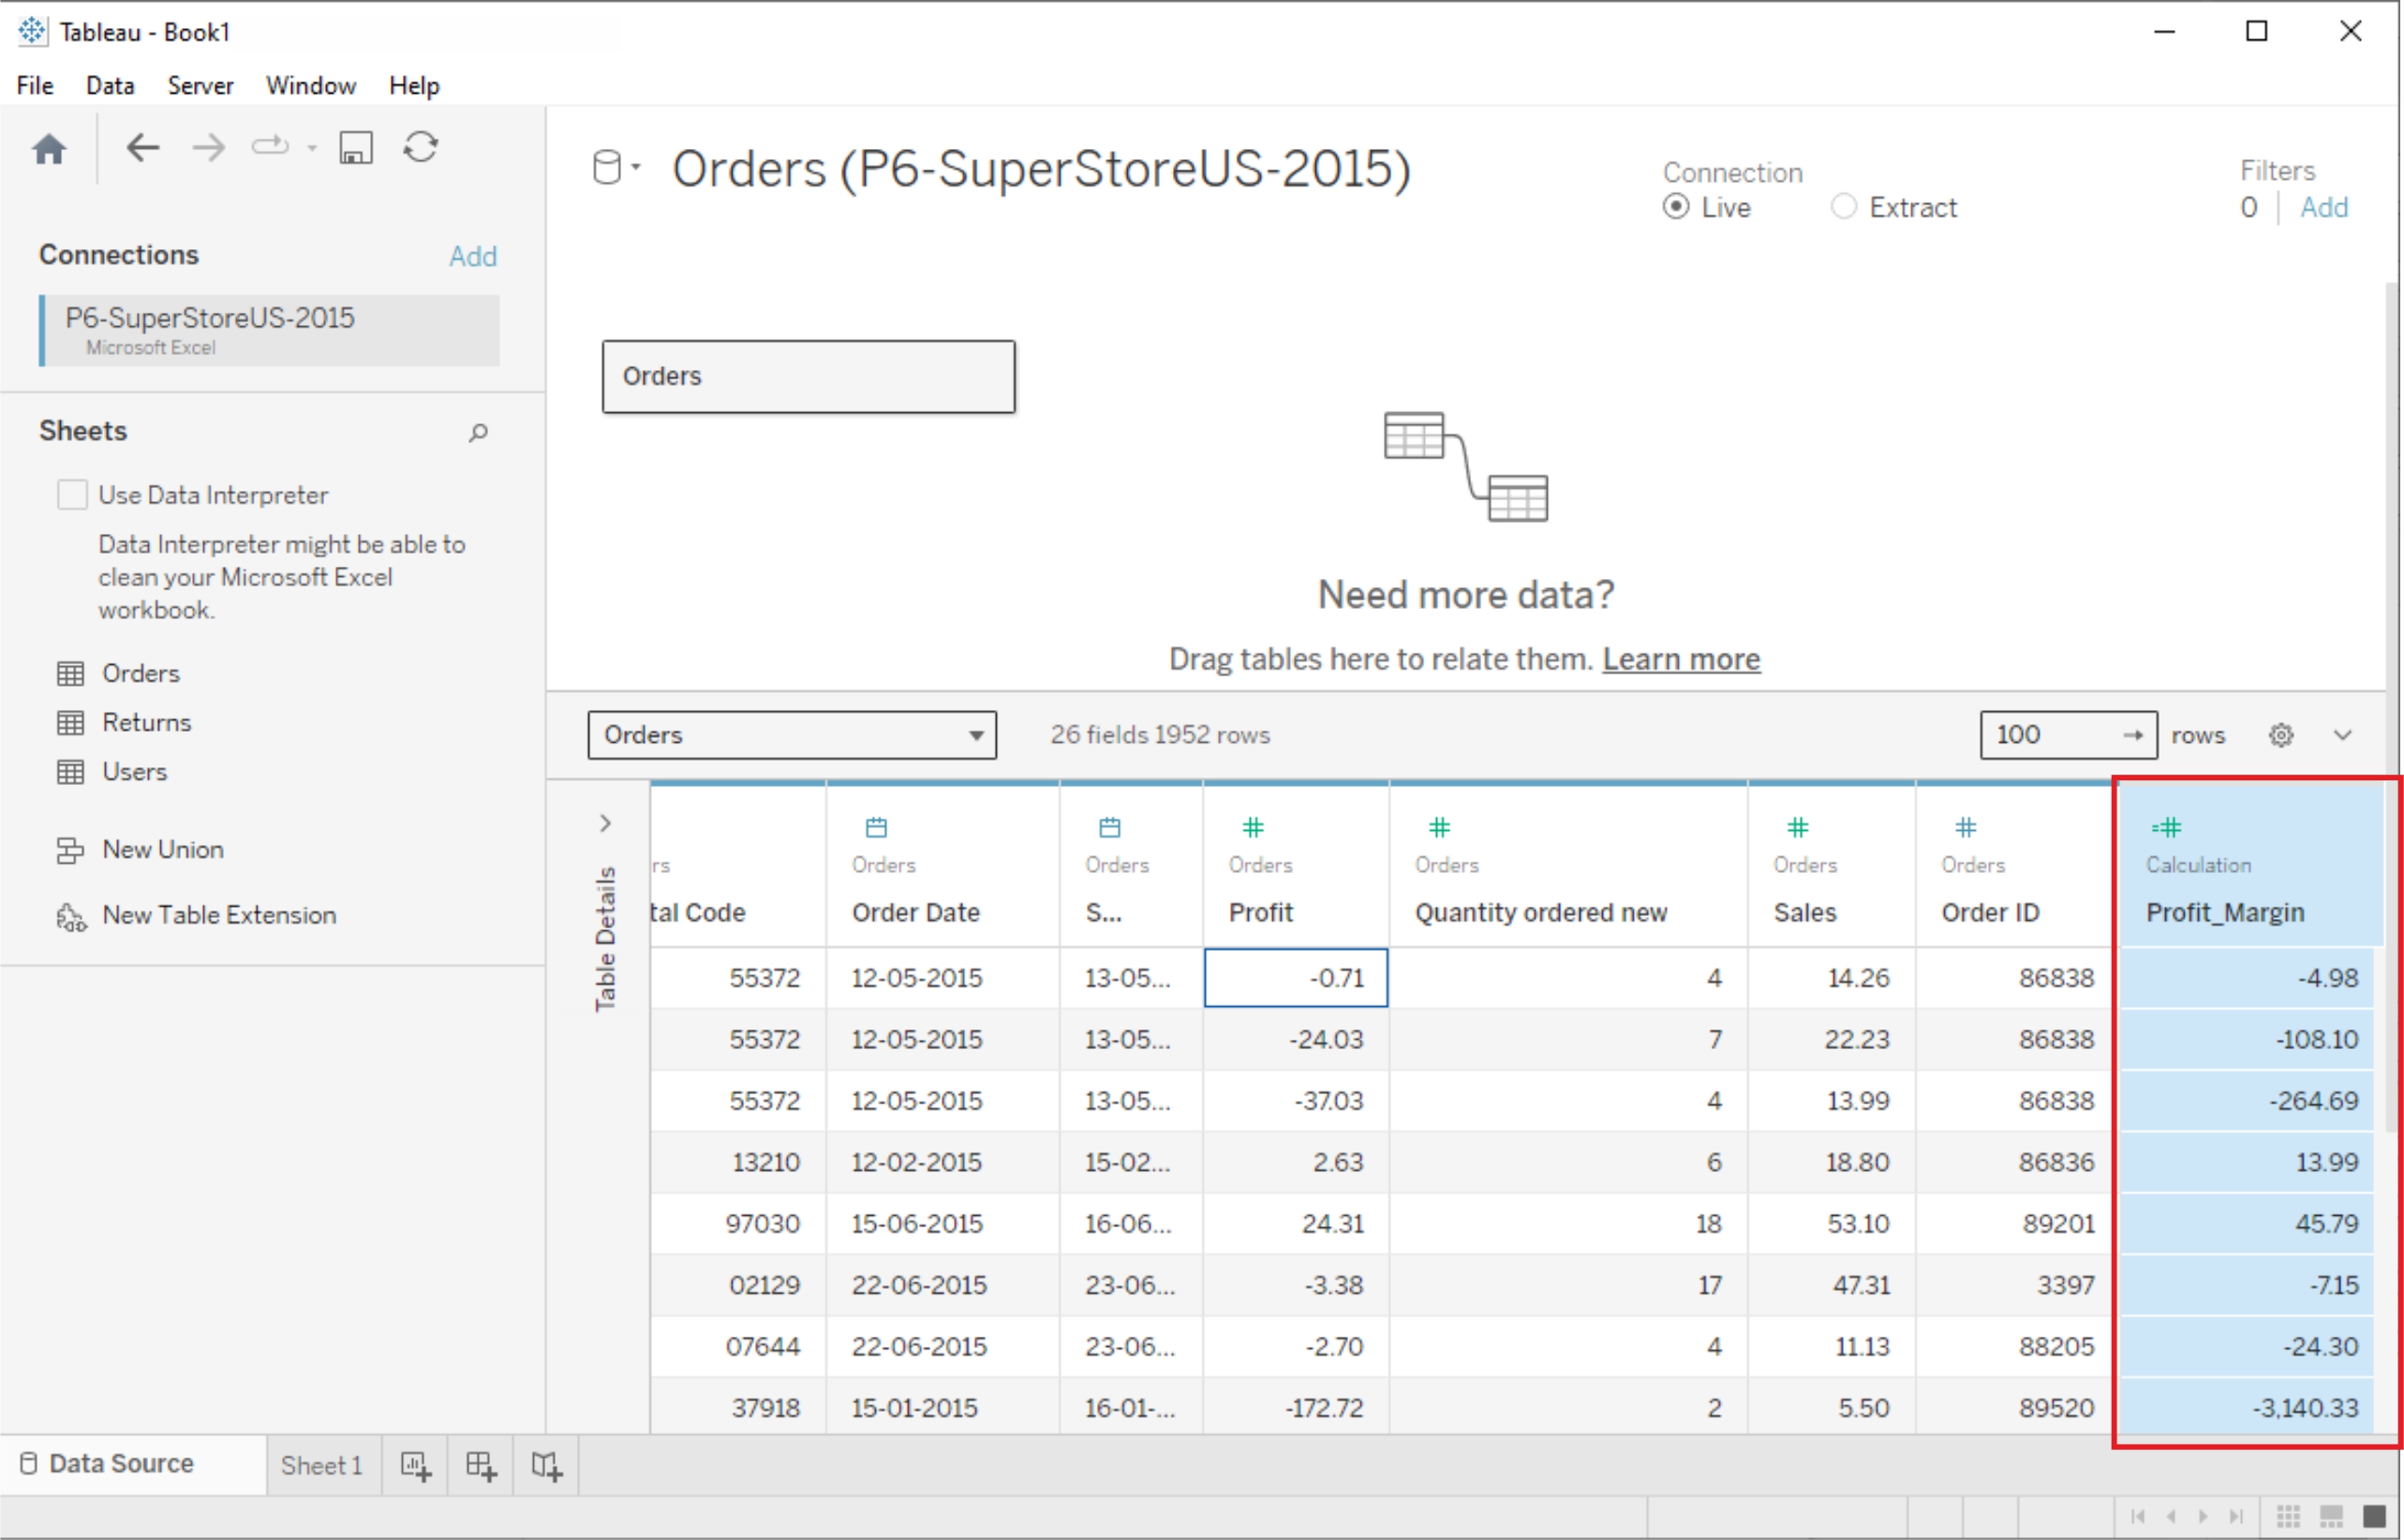 Tableau - Book1
File Data Server Window Help
Connections Add
P6-SuperStoreUS-2015
Microsoft Excel
Sheets
Use Data Interpreter
Data Interpreter might be able to
clean your Microsoft Excel
workbook.
Orders
Returns
Users
New Union
New Table Extension
Orders (P6-SuperStoreUS-2015)
Connection
Live Extract
Filters
0 Add
Orders
Need more data?
Drag tables here to relate them. Learn more
Orders 26 fields 1952 rows 100 rows
Table Details
rs Orders Orders Orders Orders Orders Orders Calculation
tal Code Order Date S... Profit Quantity ordered new Sales Order ID Profit_Margin
55372 12-05-2015 13-05... -0.71 4 14.26 86838 -4.98
55372 12-05-2015 13-05... -24.03 7 22.23 86838 -108.10
55372 12-05-2015 13-05... -37.03 4 13.99 86838 -264.69
13210 12-02-2015 15-02... 2.63 6 18.80 86836 13.99
97030 15-06-2015 16-06... 24.31 18 53.10 89201 45.79
02129 22-06-2015 23-06... -3.38 17 47.31 3397 -7.15
07644 22-06-2015 23-06... -2.70 4 11.13 88205 -24.30
37918 15-01-2015 16-01-... -172.72 2 5.50 89520 -3,140.33
Data Source Sheet 1